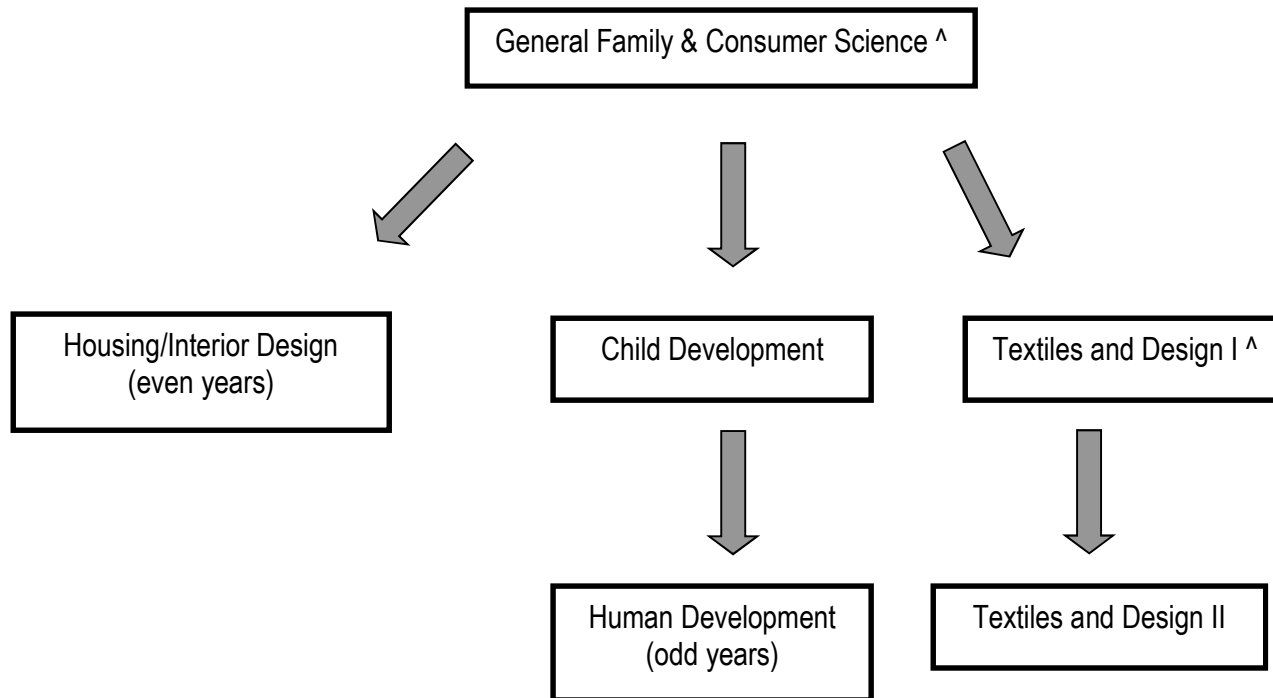 General Family & Consumer Science ^
Housing/Interior Design
(even years)
Child Development
Textiles and Design I ^
Human Development
(odd years)
Textiles and Design II